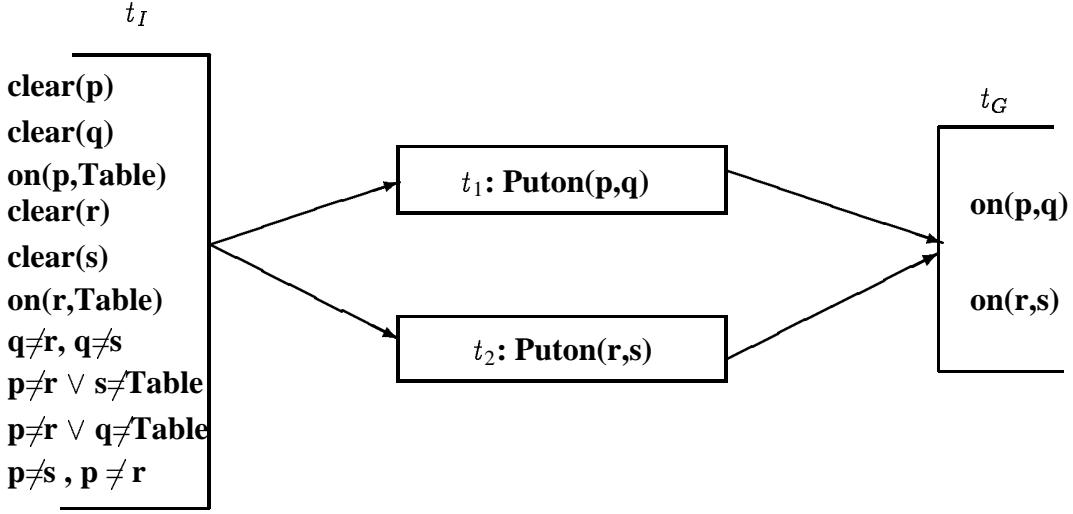 t_I
clear(p)
clear(q)
on(p,Table)
clear(r)
clear(s)
on(r,Table)
q≠r, q≠s
p≠r ∨ s≠Table
p≠r ∨ q≠Table
p≠s , p ≠ r
t_1: Puton(p,q)
t_2: Puton(r,s)
t_G
on(p,q)
on(r,s)